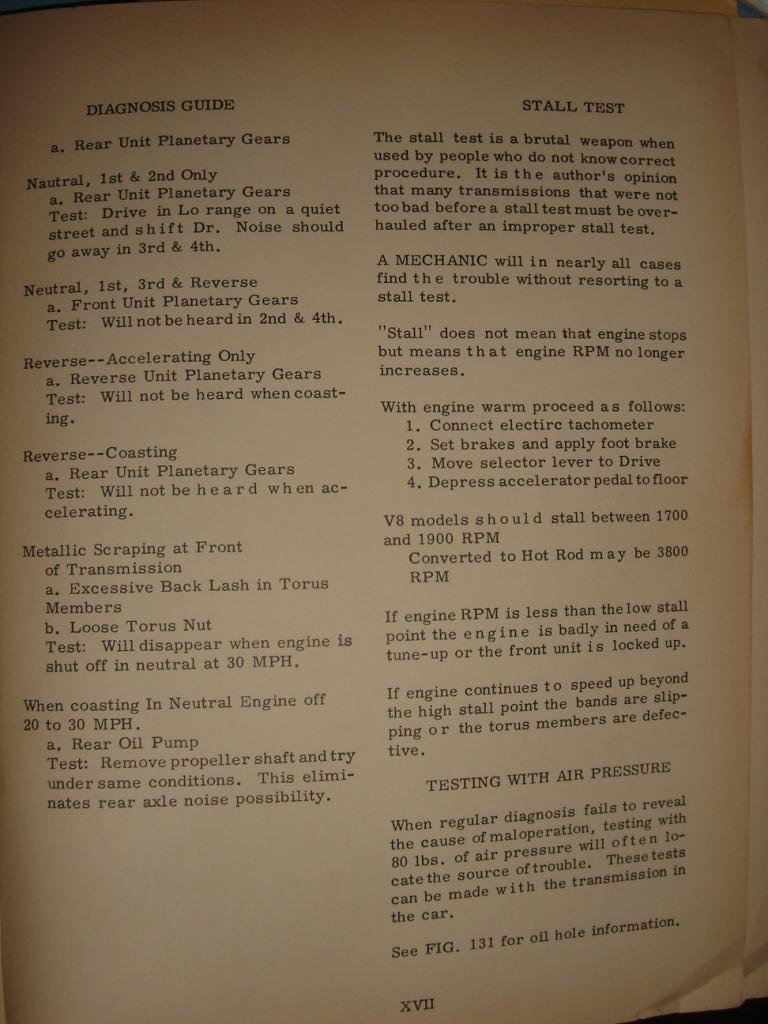 DIAGNOSIS GUIDE
a. Rear Unit Planetary Gears
Nautral, 1st & 2nd Only
a. Rear Unit Planetary Gears
Test: Drive in Lo range on a quiet
street and shift Dr. Noise should
go away in 3rd & 4th.
Neutral, 1st, 3rd & Reverse
a. Front Unit Planetary Gears
Test: Will not be heard in 2nd & 4th.
Reverse--Accelerating Only
a. Reverse Unit Planetary Gears
Test: Will not be heard when coast-
ing.
Reverse--Coasting
a. Rear Unit Planetary Gears
Test: Will not be heard when ac-
celerating.
Metallic Scraping at Front
of Transmission
a. Excessive Back Lash in Torus
Members
b. Loose Torus Nut
Test: Will disappear when engine is
shut off in neutral at 30 MPH.
When coasting In Neutral Engine off
20 to 30 MPH.
a. Rear Oil Pump
Test: Remove propeller shaft and try
under same conditions. This elimi-
nates rear axle noise possibility.
STALL TEST
The stall test is a brutal weapon when
used by people who do not know correct
procedure. It is the author's opinion
that many transmissions that were not
too bad before a stall test must be over-
hauled after an improper stall test.
A MECHANIC will in nearly all cases
find the trouble without resorting to a
stall test.
"Stall" does not mean that engine stops
but means that engine RPM no longer
increases.
With engine warm proceed as follows:
1. Connect electirc tachometer
2. Set brakes and apply foot brake
3. Move selector lever to Drive
4. Depress accelerator pedal to floor
V8 models should stall between 1700
and 1900 RPM
Converted to Hot Rod may be 3800
RPM
If engine RPM is less than the low stall
point the engine is badly in need of a
tune-up or the front unit is locked up.
If engine continues to speed up beyond
the high stall point the bands are slip-
ping or the torus members are defec-
tive.
TESTING WITH AIR PRESSURE
When regular diagnosis fails to reveal
the cause of maloperation, testing with
80 lbs. of air pressure will often lo-
cate the source of trouble. These tests
can be made with the transmission in
the car.
See FIG. 131 for oil hole information.
XVII